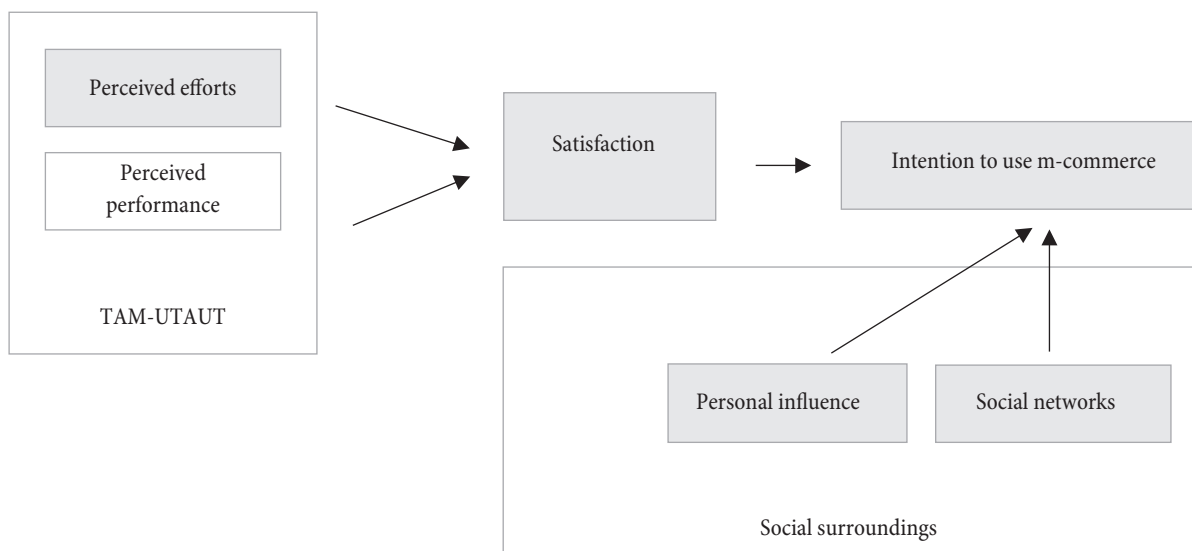 Perceived efforts
Perceived
performance
TAM-UTAUT
Satisfaction
Intention to use m-commerce
Personal influence
Social networks
Social surroundings